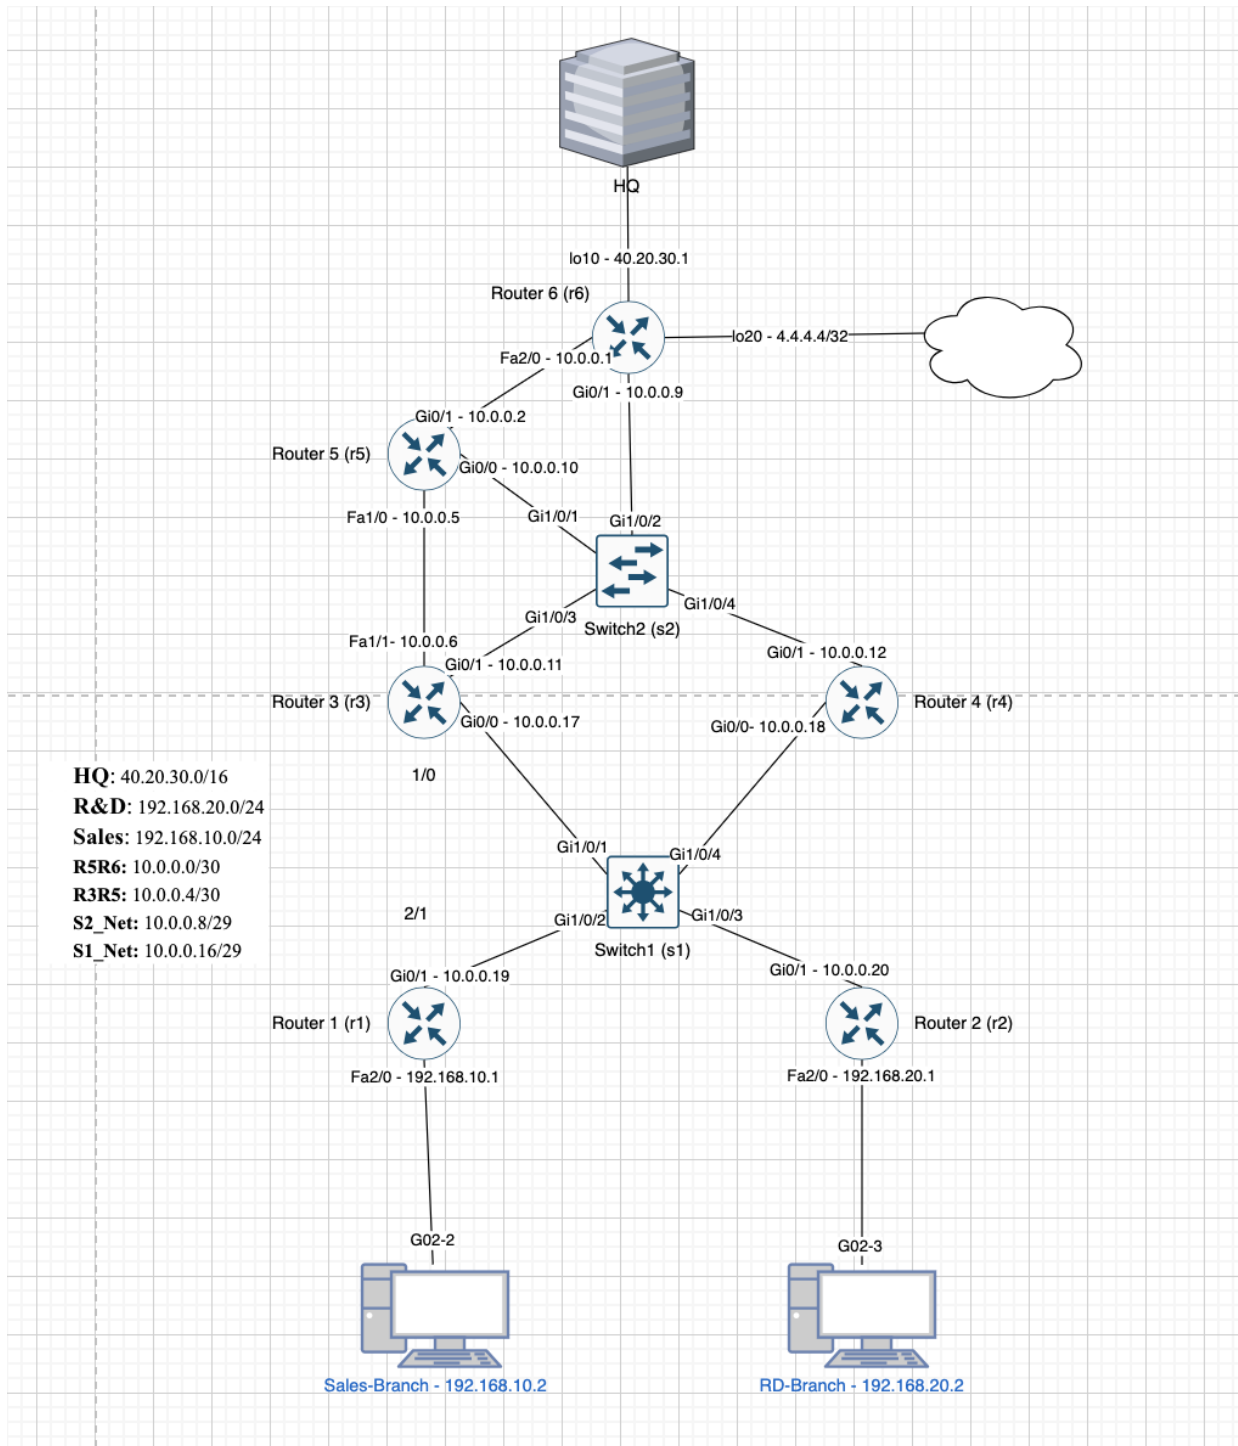 HQ
lo10 - 40.20.30.1
Router 6 (r6)
lo20 - 4.4.4.4/32
Fa2/0 - 10.0.0.1
Gi0/1 - 10.0.0.9
Gi0/1 - 10.0.0.2
Router 5 (r5)
Gi0/0 - 10.0.0.10
Fa1/0 - 10.0.0.5
Gi1/0/1
Gi1/0/2
Gi1/0/3
Gi1/0/4
Switch2 (s2)
Fa1/1- 10.0.0.6
Gi0/1 - 10.0.0.11
Gi0/1 - 10.0.0.12
Router 3 (r3)
Router 4 (r4)
Gi0/0 - 10.0.0.17
Gi0/0- 10.0.0.18
1/0
HQ: 40.20.30.0/16
R&D: 192.168.20.0/24
Sales: 192.168.10.0/24
R5R6: 10.0.0.0/30
R3R5: 10.0.0.4/30
S2_Net: 10.0.0.8/29
S1_Net: 10.0.0.16/29
Gi1/0/1
Gi1/0/4
2/1
Gi1/0/2
Gi1/0/3
Switch1 (s1)
Gi0/1 - 10.0.0.19
Gi0/1 - 10.0.0.20
Router 1 (r1)
Router 2 (r2)
Fa2/0 - 192.168.10.1
Fa2/0 - 192.168.20.1
G02-2
G02-3
Sales-Branch - 192.168.10.2
RD-Branch - 192.168.20.2